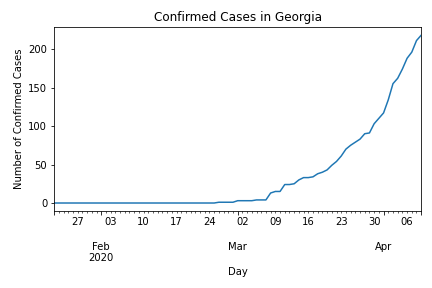 Confirmed Cases in Georgia
Number of Confirmed Cases
200
150
100
50
0
27 03 10 17 24 02 09 16 23 30 06
Feb Mar Apr
2020
Day